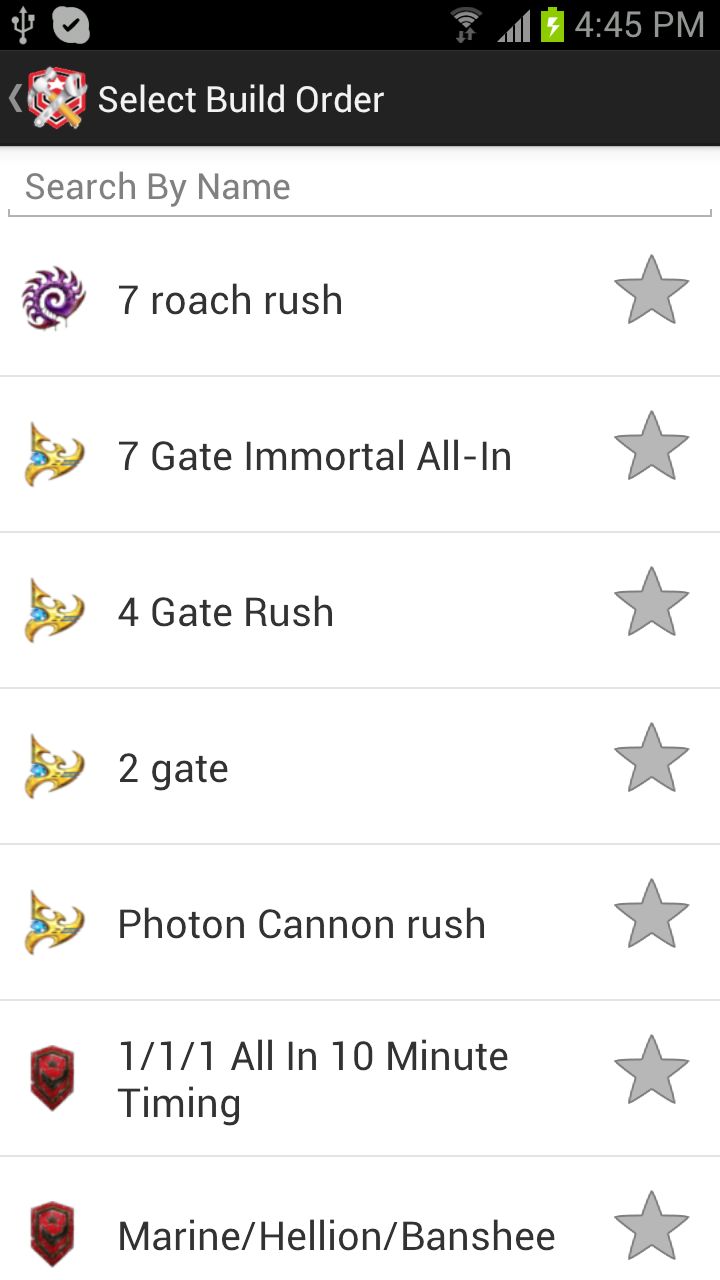 4:45 PM
Select Build Order
Search By Name
7 roach rush
7 Gate Immortal All-In
4 Gate Rush
2 gate
Photon Cannon rush
1/1/1 All In 10 Minute
Timing
Marine/Hellion/Banshee